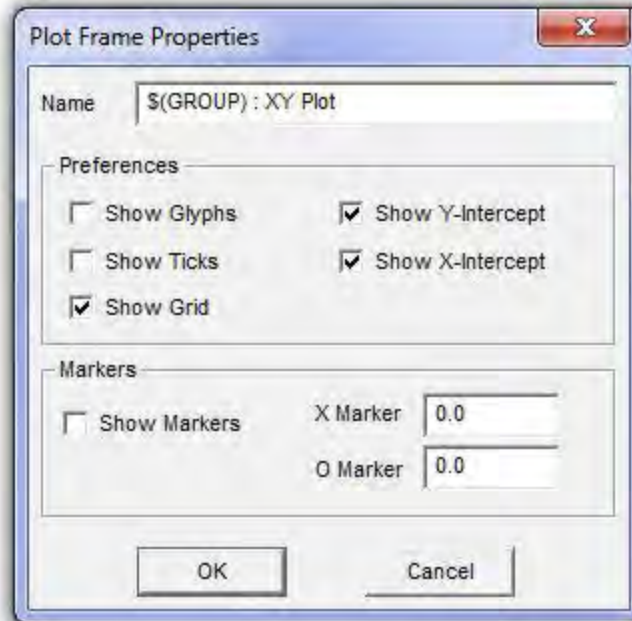 Plot Frame Properties
Name $(GROUP) : XY Plot
Preferences
Show Glyphs Show Y-Intercept
Show Ticks Show X-Intercept
Show Grid
Markers
Show Markers X Marker 0.0
O Marker 0.0
OK Cancel